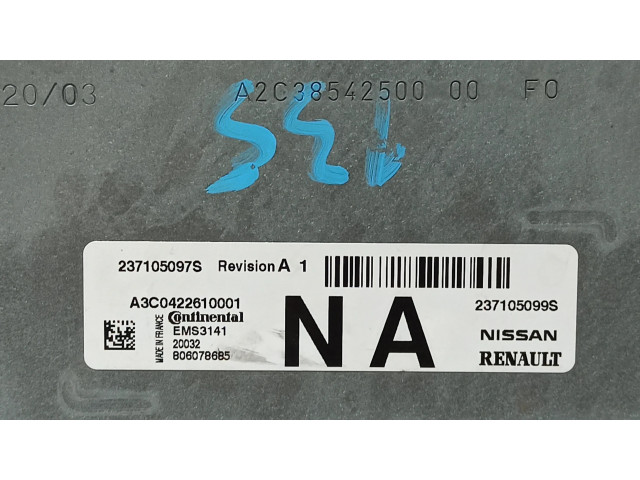 20/03 A2C38542500 00 F0
237105097S Revision A 1
A3C0422610001
MADE IN FRANCE
Continental
EMS3141
20032
806078685
NA
237105099S
NISSAN
RENAULT